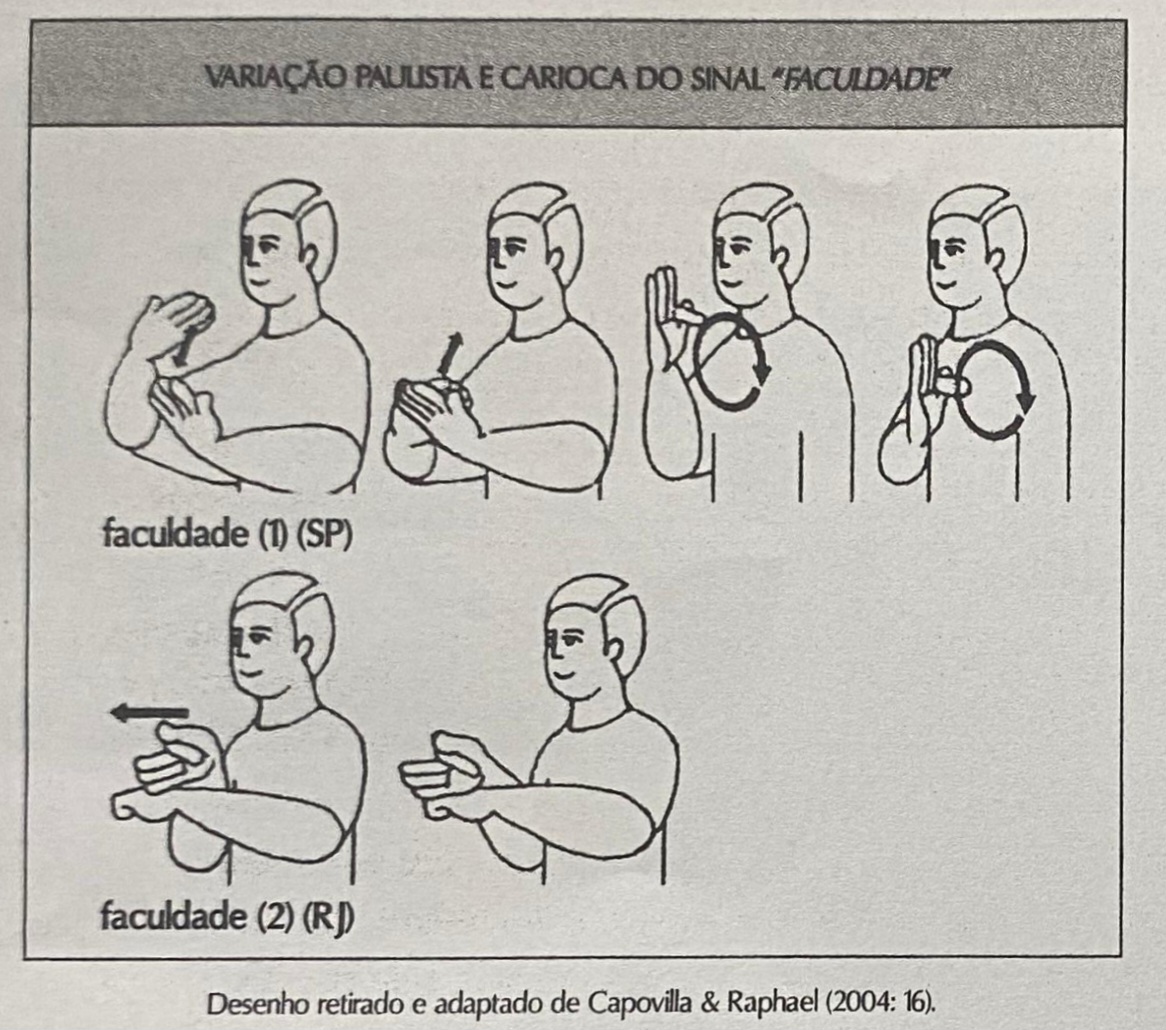 VARIAÇÃO PAULISTA E CARIOCA DO SINAL “FACULDADE”
faculdade (1) (SP)
faculdade (2) (RJ)
Desenho retirado e adaptado de Capovilla & Raphael (2004: 16).